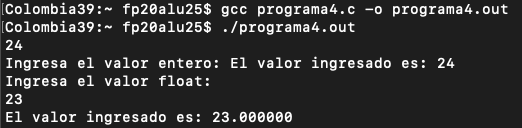 [Colombia39:~ fp20alu25$ gcc programa4.c -o programa4.out
[Colombia39:~ fp20alu25$ ./programa4.out
24
Ingresa el valor entero: El valor ingresado es: 24
Ingresa el valor float:
23
El valor ingresado es: 23.000000